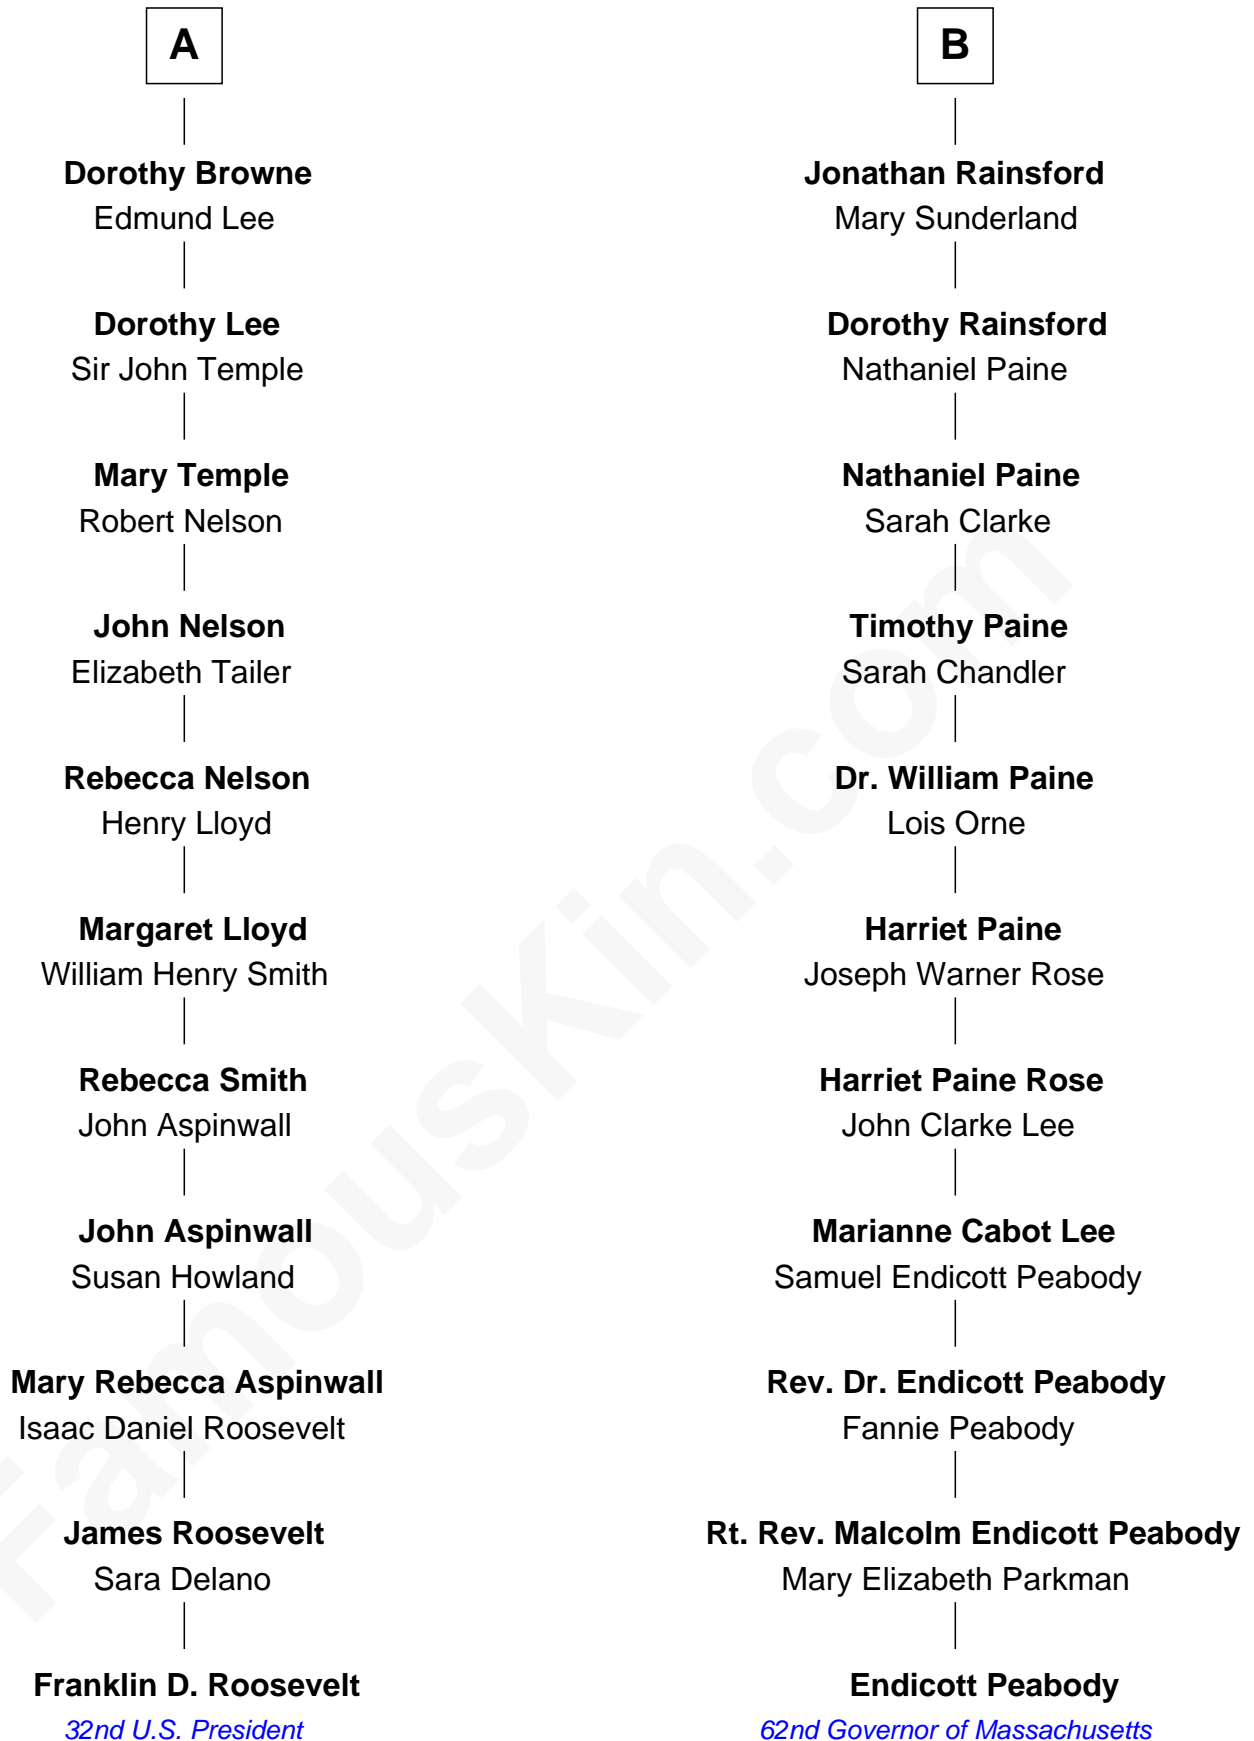 A
Dorothy Browne
Edmund Lee
Dorothy Lee
Sir John Temple
Mary Temple
Robert Nelson
John Nelson
Elizabeth Tailer
Rebecca Nelson
Henry Lloyd
Margaret Lloyd
William Henry Smith
Rebecca Smith
John Aspinwall
John Aspinwall
Susan Howland
Mary Rebecca Aspinwall
Isaac Daniel Roosevelt
James Roosevelt
Sara Delano
Franklin D. Roosevelt
32nd U.S. President
B
Jonathan Rainsford
Mary Sunderland
Dorothy Rainsford
Nathaniel Paine
Nathaniel Paine
Sarah Clarke
Timothy Paine
Sarah Chandler
Dr. William Paine
Lois Orne
Harriet Paine
Joseph Warner Rose
Harriet Paine Rose
John Clarke Lee
Marianne Cabot Lee
Samuel Endicott Peabody
Rev. Dr. Endicott Peabody
Fannie Peabody
Rt. Rev. Malcolm Endicott Peabody
Mary Elizabeth Parkman
Endicott Peabody
62nd Governor of Massachusetts
FamousKin.com